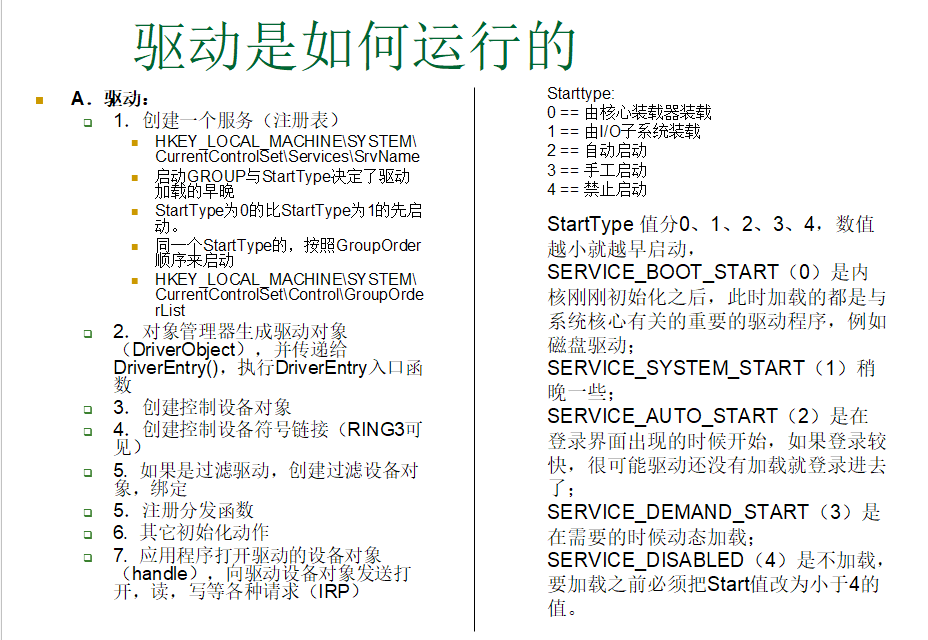 驱动是如何运行的
A．驱动：
1．创建一个服务（注册表）
HKEY_LOCAL_MACHINE\SYSTEM\
CurrentControlSet\Services\SrvName
启动GROUP与StartType决定了驱动
加载的早晚
StartType为0的比StartType为1的先启
动。
同一个StartType的，按照GroupOrder
顺序来启动
HKEY_LOCAL_MACHINE\SYSTEM\
CurrentControlSet\Control\GroupOrde
rList
2．对象管理器生成驱动对象
（DriverObject），并传递给
DriverEntry()，执行DriverEntry入口函
数
3．创建控制设备对象
4．创建控制设备符号链接（RING3可
见）
5．如果是过滤驱动，创建过滤设备对
象，绑定
5．注册分发函数
6．其它初始化动作
7．应用程序打开驱动的设备对象
（handle），向驱动设备对象发送打
开，读，写等各种请求（IRP）
Starttype:
0 == 由核心装载器装载
1 == 由I/O子系统装载
2 == 自动启动
3 == 手工启动
4 == 禁止启动
StartType 值分0、1、2、3、4，数值
越小就越早启动，
SERVICE_BOOT_START（0）是内
核刚刚初始化之后，此时加载的都是与
系统核心有关的重要的驱动程序，例如
磁盘驱动；
SERVICE_SYSTEM_START（1）稍
晚一些；
SERVICE_AUTO_START（2）是在
登录界面出现的时候开始，如果登录较
快，很可能驱动还没有加载就登录进去
了；
SERVICE_DEMAND_START（3）是
在需要的时候动态加载；
SERVICE_DISABLED（4）是不加载，
要加载之前必须把Start值改为小于4的
值。